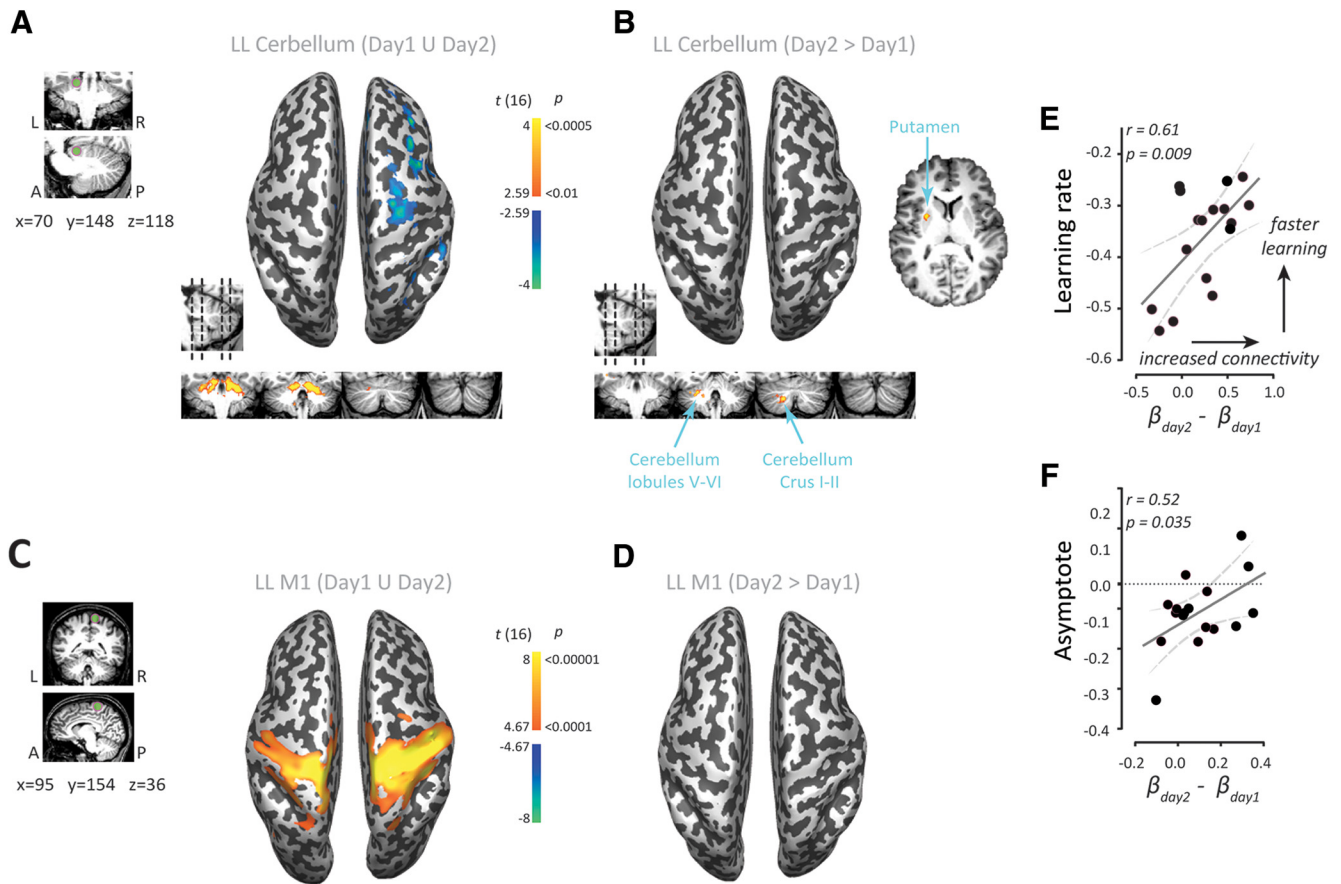 A
LL Cerbellum (Day1 U Day2)
L R
A P
x=70 y=148 z=118
t (16) p
4 <0.0005
2.59 <0.01
-2.59
-4
B
LL Cerbellum (Day2 > Day1)
Putamen
Cerebellum
lobules V-VI
Cerebellum
Crus I-II
E
r = 0.61
p = 0.009
Learning rate
-0.2
-0.3
-0.4
-0.5
-0.6
faster
learning
increased connectivity
-0.5 0.0 0.5 1.0
βday2 - βday1
C
LL M1 (Day1 U Day2)
L R
A P
x=95 y=154 z=36
t (16) p
8 <0.00001
4.67 <0.0001
-4.67
-8
D
LL M1 (Day2 > Day1)
F
r = 0.52
p = 0.035
Asymptote
0.2
0.1
0.0
-0.1
-0.2
-0.3
-0.4
-0.2 0.0 0.2 0.4
βday2 - βday1